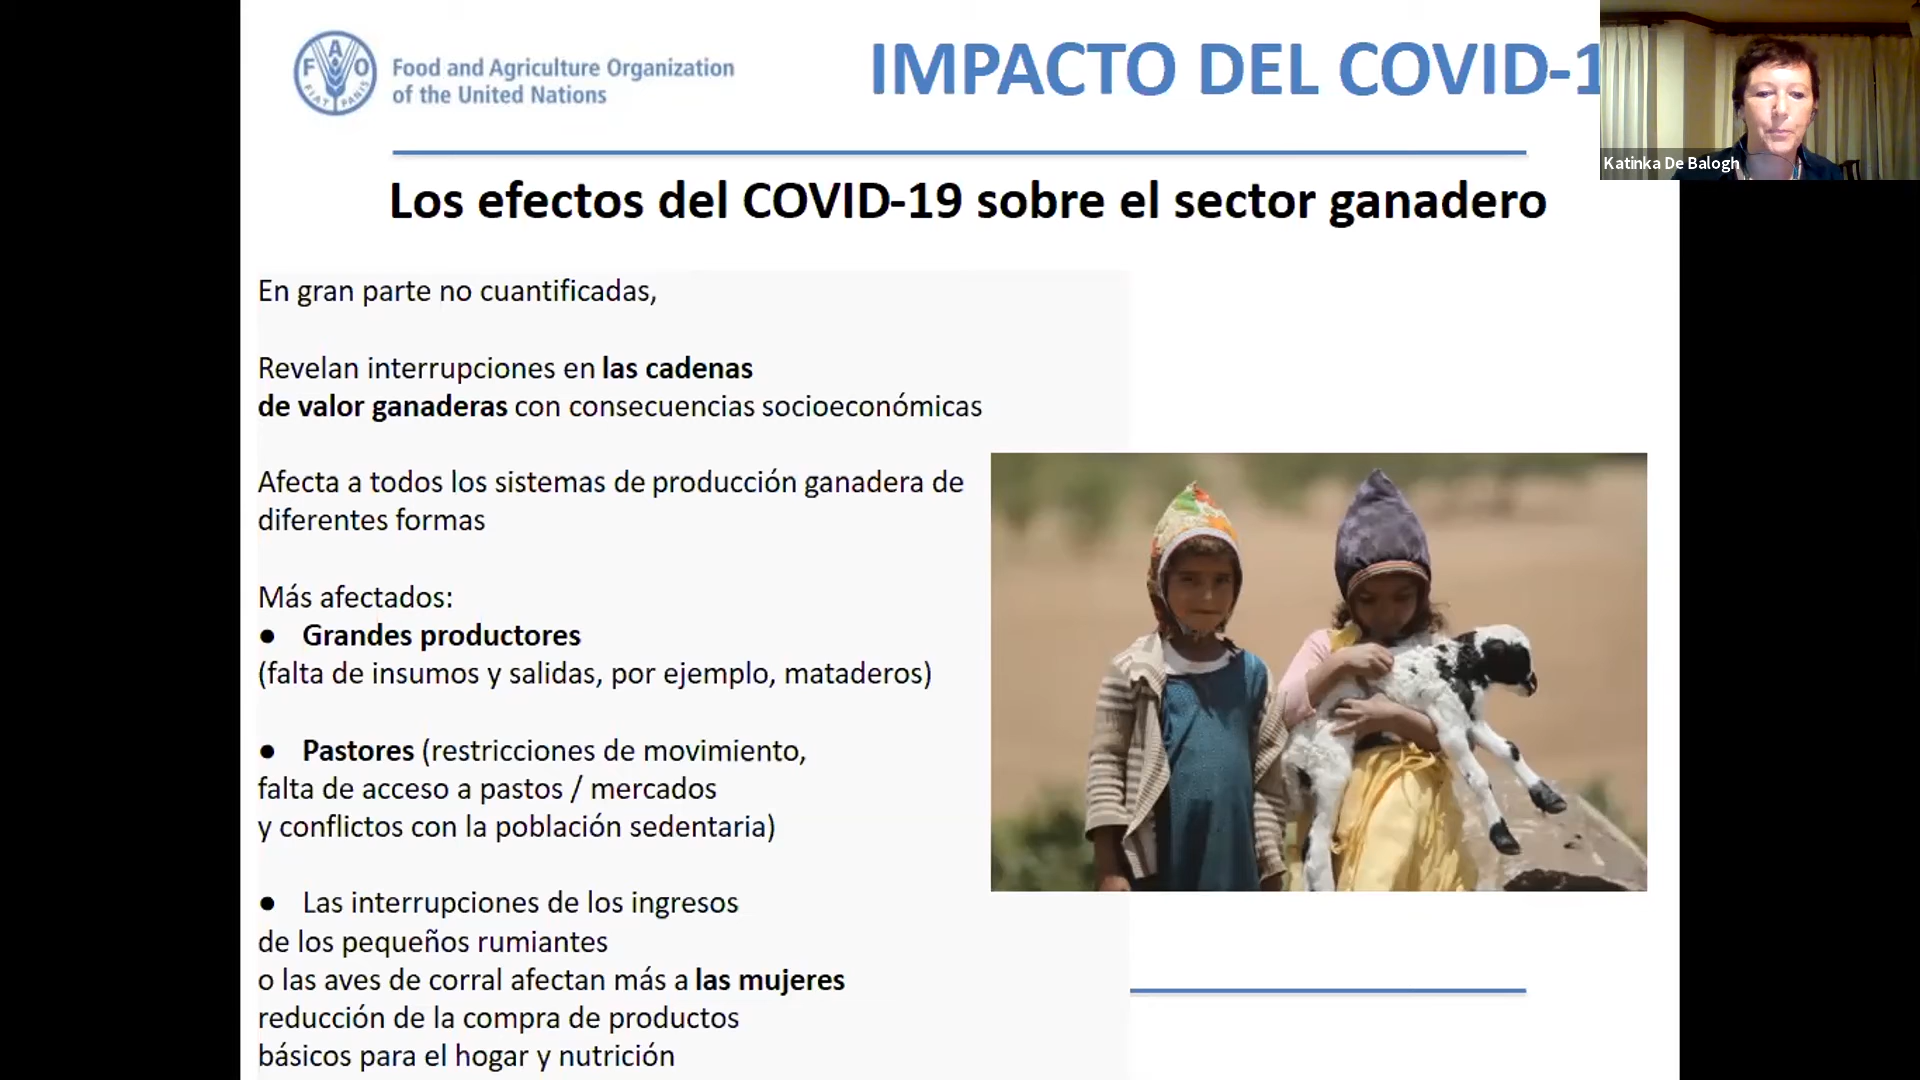 FAO
FIAT PANIS
Food and Agriculture Organization
of the United Nations
IMPACTO DEL COVID-1
Katinka De Balogh
Los efectos del COVID-19 sobre el sector ganadero
En gran parte no cuantificadas,
Revelan interrupciones en las cadenas
de valor ganaderas con consecuencias socioeconómicas
Afecta a todos los sistemas de producción ganadera de
diferentes formas
Más afectados:
● Grandes productores
(falta de insumos y salidas, por ejemplo, mataderos)
● Pastores (restricciones de movimiento,
falta de acceso a pastos / mercados
y conflictos con la población sedentaria)
● Las interrupciones de los ingresos
de los pequeños rumiantes
o las aves de corral afectan más a las mujeres
reducción de la compra de productos
básicos para el hogar y nutrición